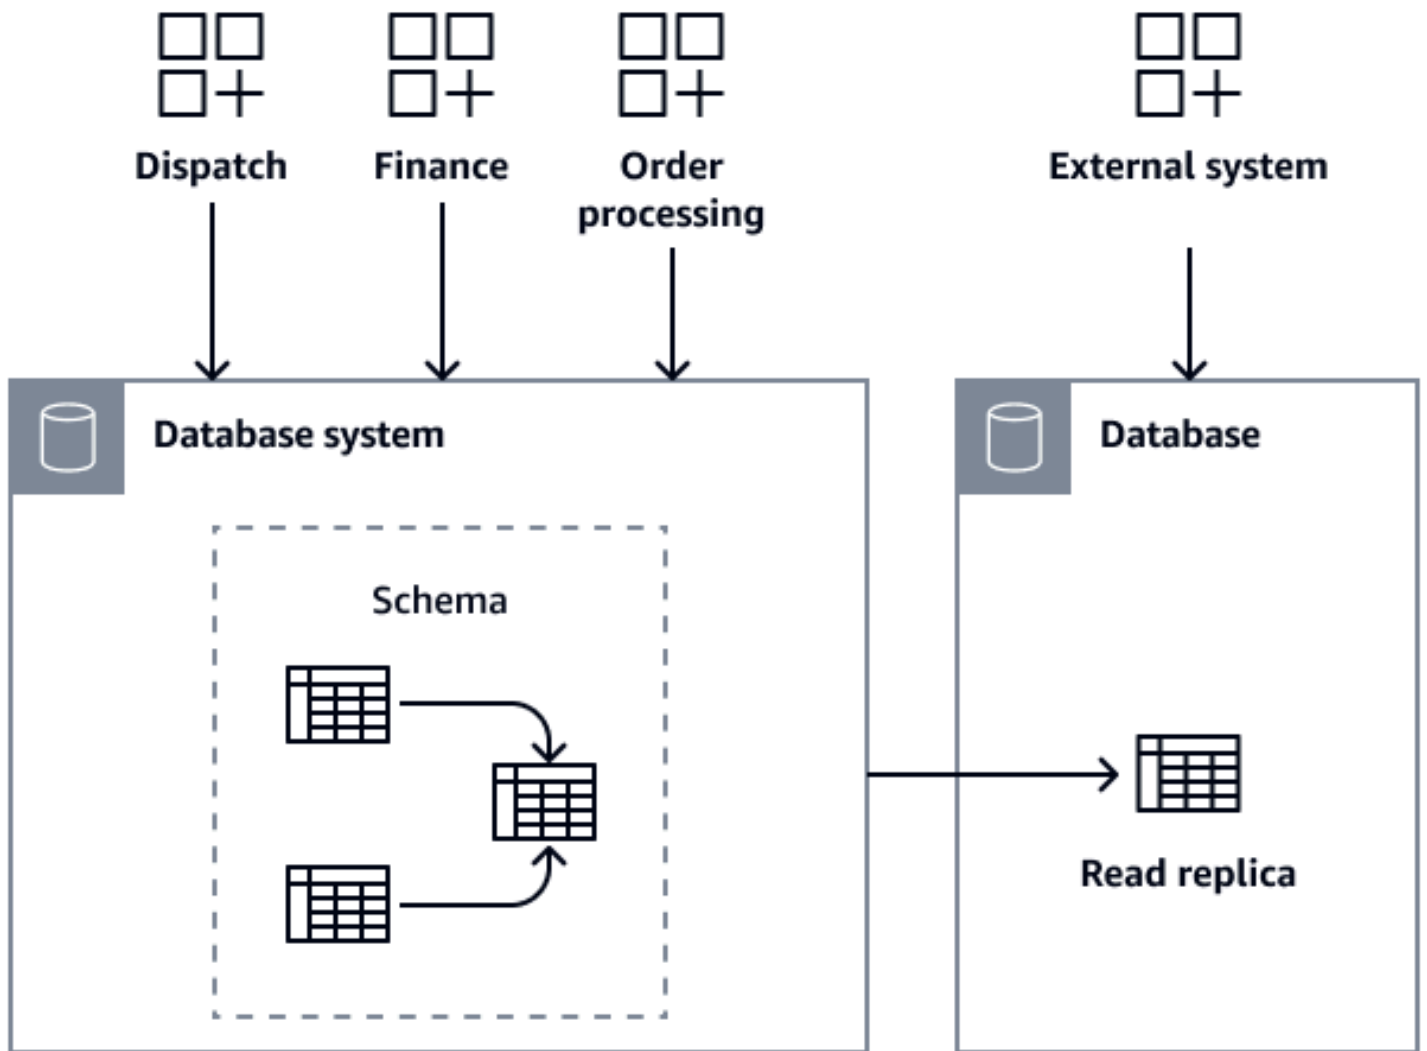 Dispatch
Finance
Order
processing
External system
Database system
Database
Schema
Read replica